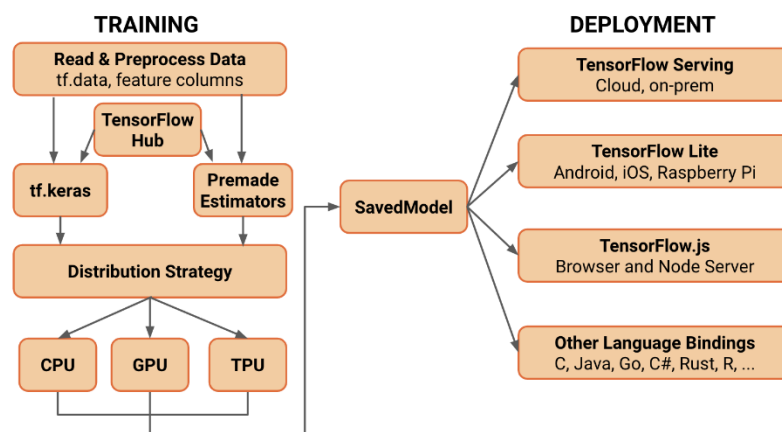 TRAINING
Read & Preprocess Data
tf.data, feature columns
TensorFlow
Hub
tf.keras
Premade
Estimators
Distribution Strategy
CPU
GPU
TPU
SavedModel
DEPLOYMENT
TensorFlow Serving
Cloud, on-prem
TensorFlow Lite
Android, iOS, Raspberry Pi
TensorFlow.js
Browser and Node Server
Other Language Bindings
C, Java, Go, C#, Rust, R, ...